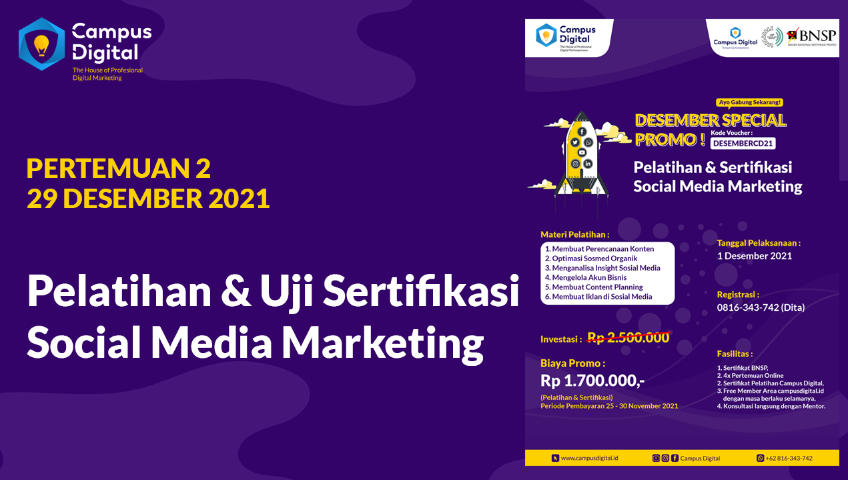 Campus
Digital
The House of Profesional
Digital Marketing
PERTEMUAN 2
29 DESEMBER 2021
Pelatihan & Uji Sertifikasi
Social Media Marketing
Campus
Digital
The House of Profesional
Campus Digital
BNSP
Ayo Gabung Sekarang!
DESEMBER SPECIAL
PROMO !
Kode Voucher :
DESEMBERCD21
Pelatihan & Sertifikasi
Social Media Marketing
Materi Pelatihan :
1. Membuat Perencanaan Konten
2. Optimasi Sosmed Organik
3. Menganalisa Insight Sosial Media
4. Mengelola Akun Bisnis
5. Membuat Content Planning
6. Membuat Iklan di Sosial Media
Tanggal Pelaksanaan :
1 Desember 2021
Registrasi :
0816-343-742 (Dita)
Investasi : Rp 2.500.000
Biaya Promo :
Rp 1.700.000,-
(Pelatihan & Sertifikasi)
Periode Pembayaran 25 - 30 November 2021
Fasilitas :
1. Sertifikat BNSP,
2. 4x Pertemuan Online
2. Sertifikat Pelatihan Campus Digital,
3. Free Member Area campusdigital.id
dengan masa berlaku selamanya,
4. Konsultasi langsung dengan Mentor.
www.campusdigital.id
Campus Digital
+62 816-343-742